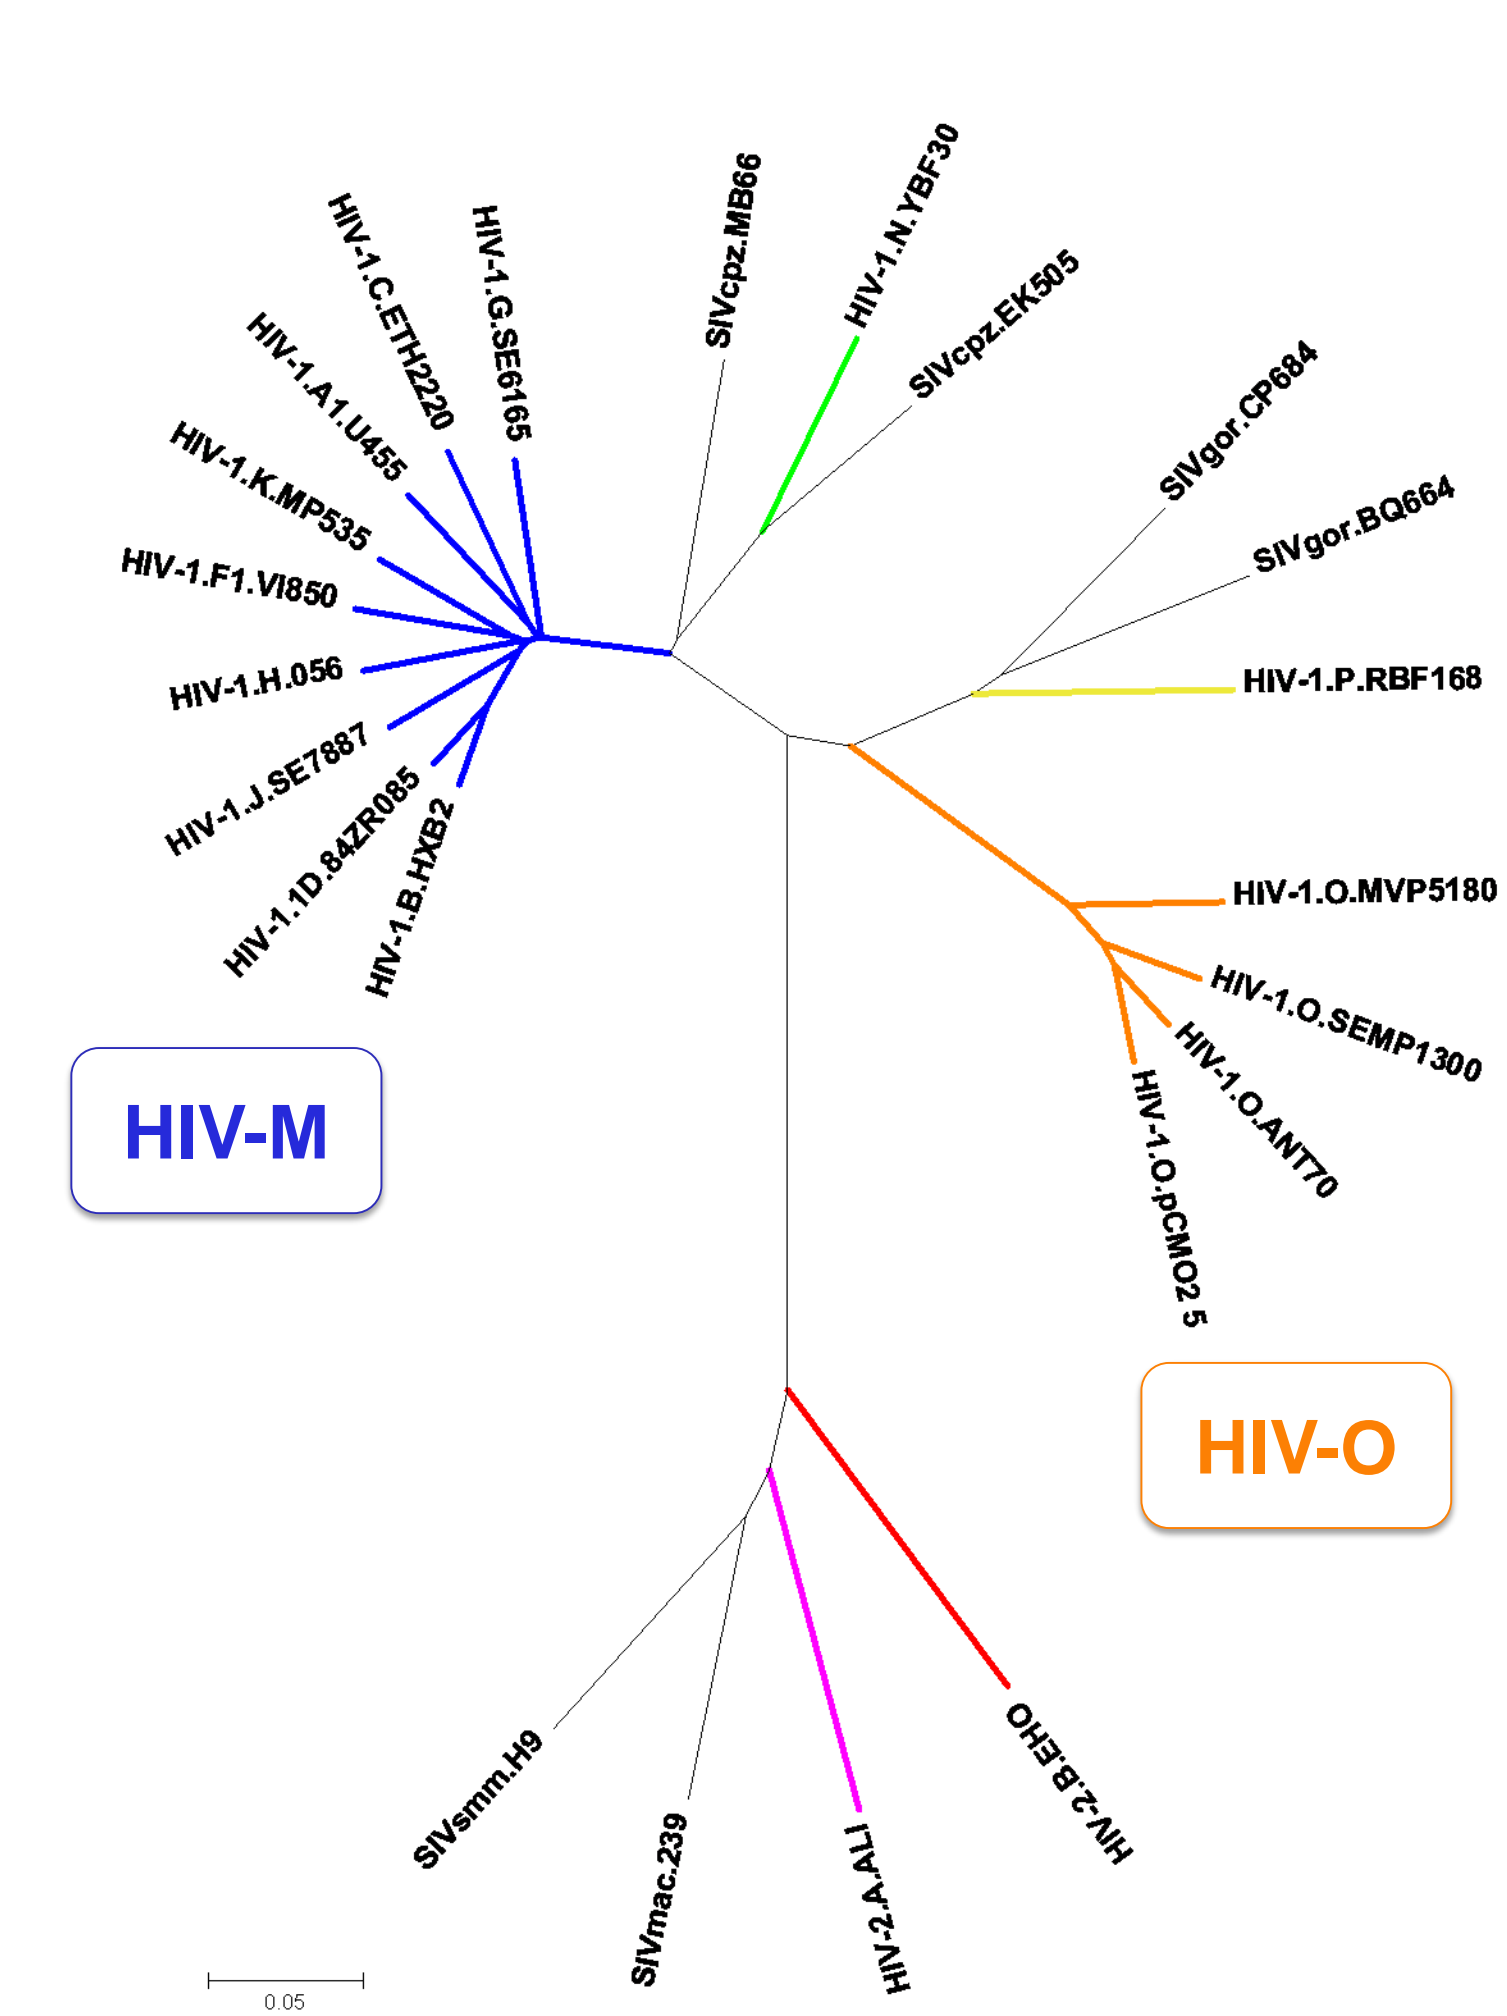 HIV-1.C.ETH2220
HIV-1.G.SE6165
SIVcpz.MB66
HIV-1.N.YBF30
SIVcpz.EK505
HIV-1.A1.U455
HIV-1.K.MP535
HIV-1.F1.VI850
HIV-1.H.056
HIV-1.J.SE7887
HIV-1.1D.84ZR085
HIV-1.B.HXB2
SIVgor.CP684
SIVgor.BQ664
HIV-1.P.RBF168
HIV-1.O.MVP5180
HIV-1.O.SEMP1300
HIV-1.O.ANT70
HIV-1.O.pCMO2 5
HIV-M
HIV-O
SIVsmm.H9
SIVmac.239
HIV-2.A.ALI
HIV-2.B.EHO
0.05